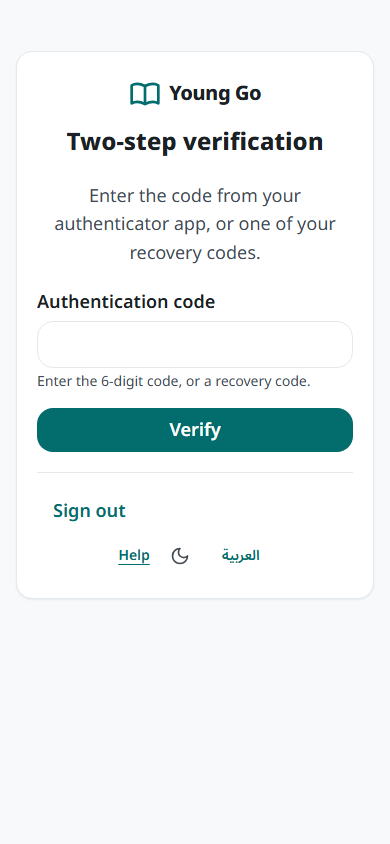 Young Go
Two-step verification
Enter the code from your
authenticator app, or one of your
recovery codes.
Authentication code
Enter the 6-digit code, or a recovery code.
Verify
Sign out
Help
العربية